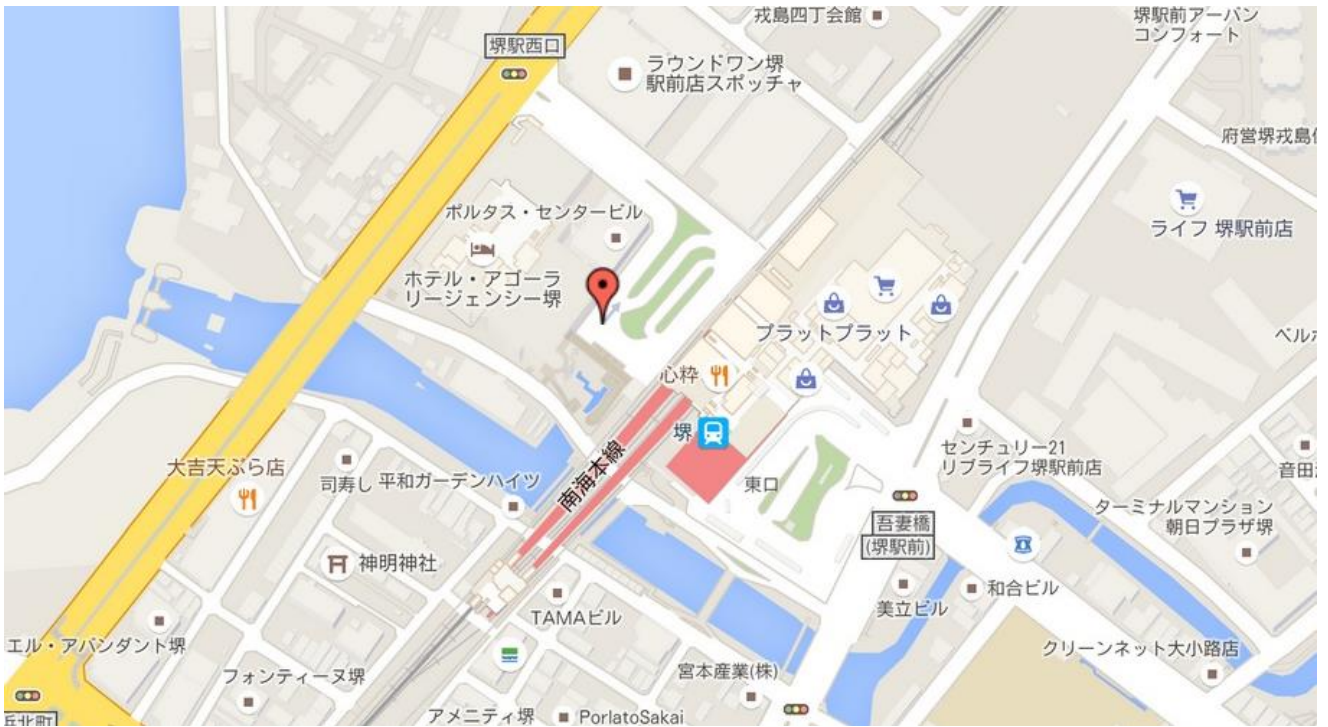 戎島四丁会館
堺駅前アーバン
コンフォート
堺駅西口
ラウンドワン堺
駅前店スポッチャ
府営堺戎島
ポルタス・センタービル
ライフ 堺駅前店
ホテル・アゴーラ
リージェンシー堺
プラットプラット
ベルポ
心粋
堺
南海本線
東口
センチュリー21
リブライフ堺駅前店
大吉天ぷら店
司寿し
平和ガーデンハイツ
吾妻橋
(堺駅前)
ターミナルマンション
朝日プラザ堺
音田
神明神社
TAMAビル
美立ビル
和合ビル
エル・アバンダント堺
クリーンネット大小路店
フォンティーヌ堺
宮本産業(株)
アメニティ堺
PorlatoSakai
浜北町